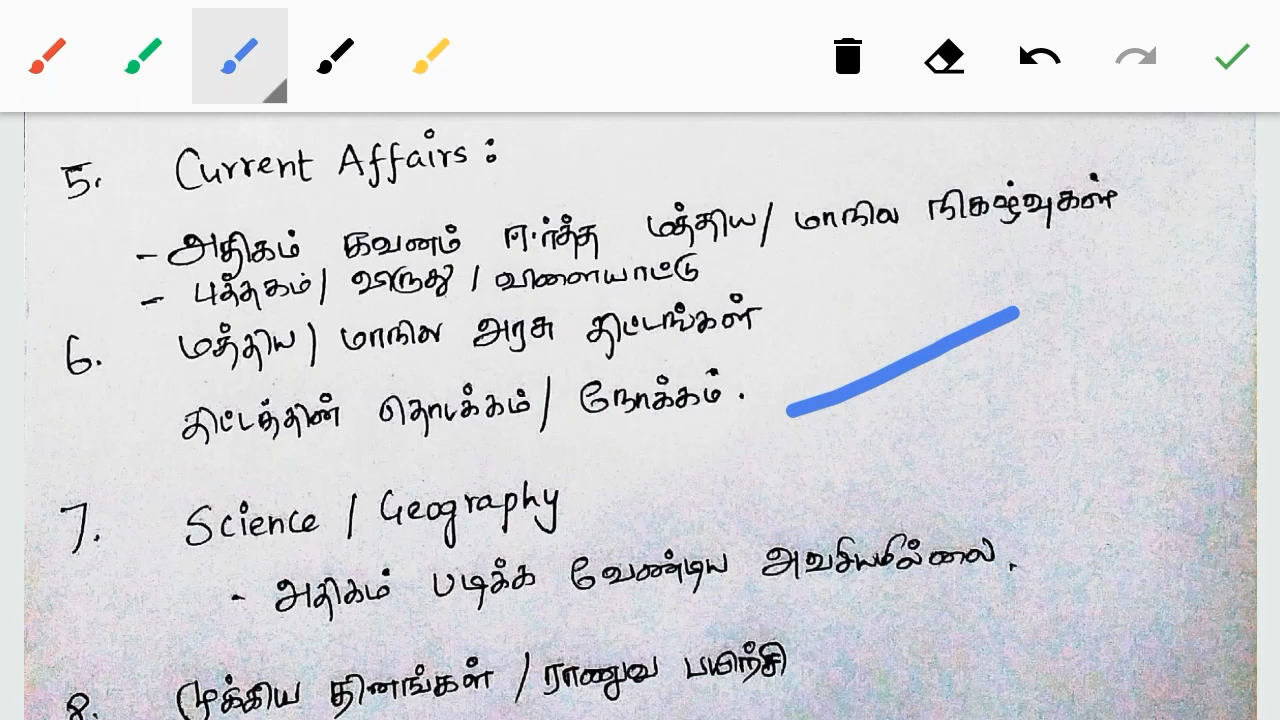 5. Current Affairs :
- அதிகம் கவனம் ஈர்த்த மத்திய / மாநில நிகழ்வுகள்
- புத்தகம் / விருது / விளையாட்டு
6. மத்திய / மாநில அரசு திட்டங்கள்
திட்டத்தின் தொடக்கம் / நோக்கம்.
7. Science / Geography
- அதிகம் படிக்க வேண்டிய அவசியமில்லை.
8. முக்கிய தினங்கள் / ராணுவ பயிற்சி